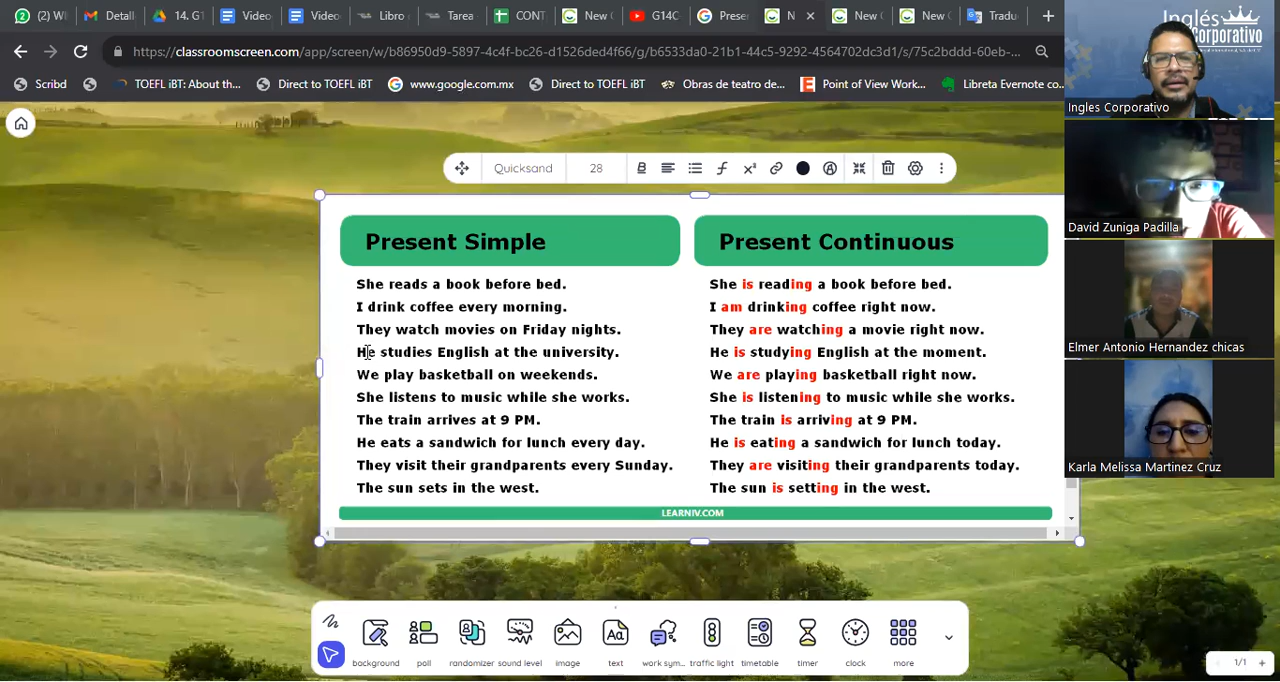 Detall
14. G1
Video
Video
Libro
Tarea
CONT
New (
G14C
Prese
N
New (
New (
Tradu
https://classroomscreen.com/app/screen/w/b86950d9-5897-4c4f-bc26-d1526ded4f66/g/b6533da0-21b1-44c5-9292-4564702dc3d1/s/75c2bddd-60eb-...
Scribd
TOEFL iBT: About th...
Direct to TOEFL iBT
www.google.com.mx
Direct to TOEFL iBT
Obras de teatro de...
Point of View Work...
Libreta Evernote co...
Quicksand 28
Present Simple
She reads a book before bed.
I drink coffee every morning.
They watch movies on Friday nights.
He studies English at the university.
We play basketball on weekends.
She listens to music while she works.
The train arrives at 9 PM.
He eats a sandwich for lunch every day.
They visit their grandparents every Sunday.
The sun sets in the west.
Present Continuous
She is reading a book before bed.
I am drinking coffee right now.
They are watching a movie right now.
He is studying English at the moment.
We are playing basketball right now.
She is listening to music while she works.
The train is arriving at 9 PM.
He is eating a sandwich for lunch today.
They are visiting their grandparents today.
The sun is setting in the west.
LEARNIV.COM
background
poll
randomizer
sound level
image
text
work sym...
traffic light
timetable
timer
clock
more
1/1
Inglés
Corporativo
Ingles Corporativo
David Zuniga Padilla
Elmer Antonio Hernandez chicas
Karla Melissa Martinez Cruz